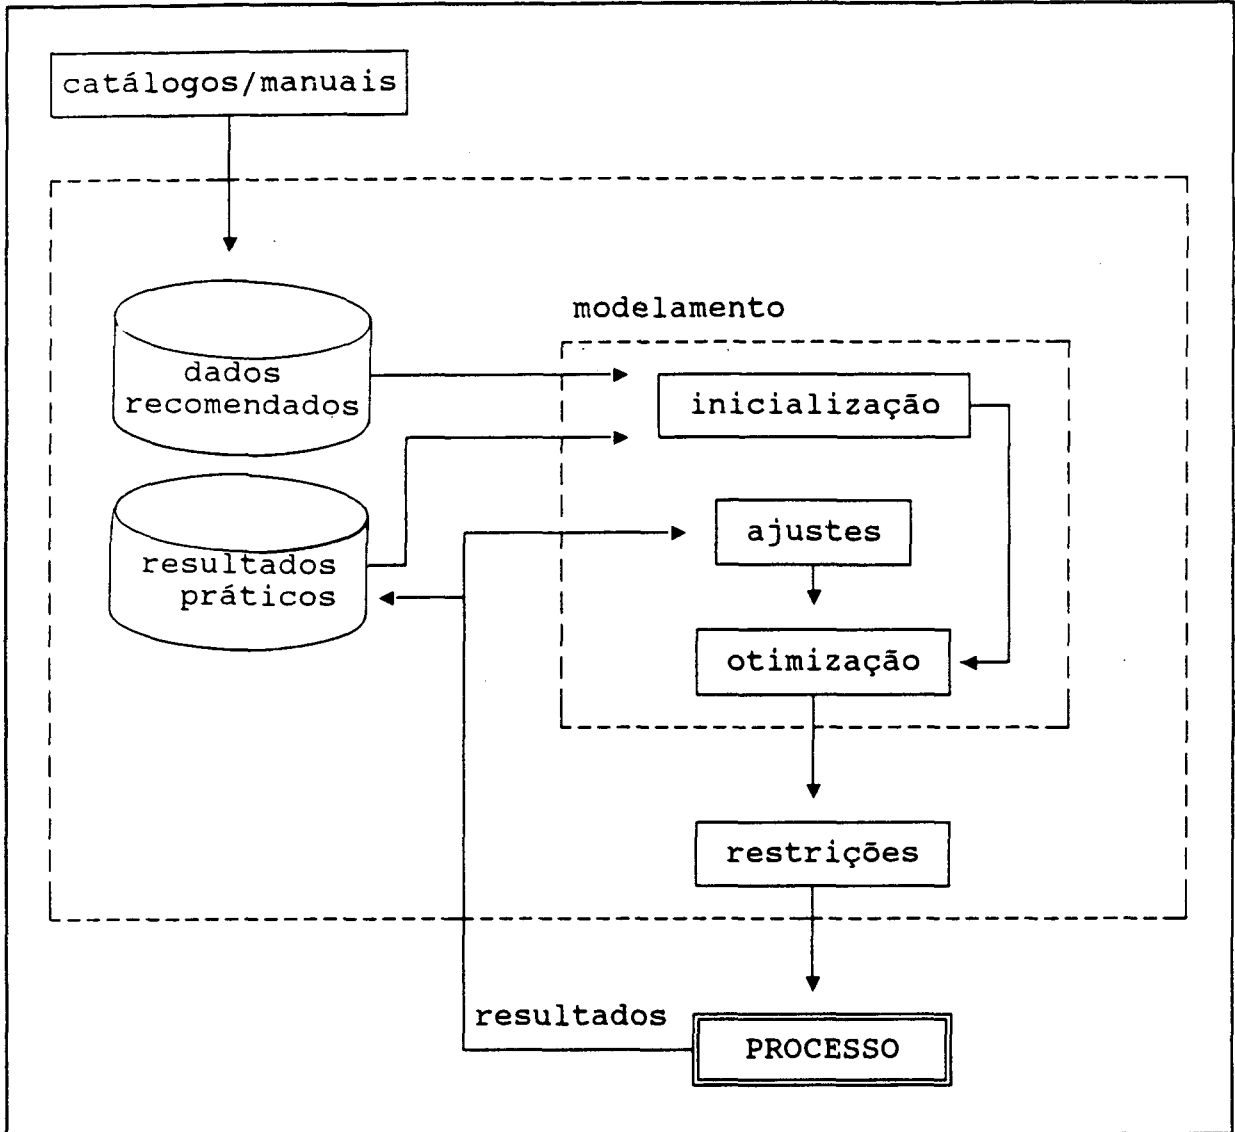 catálogos/manuais
modelamento
dados
recomendados
inicialização
ajustes
resultados
práticos
otimização
restrições
resultados
PROCESSO